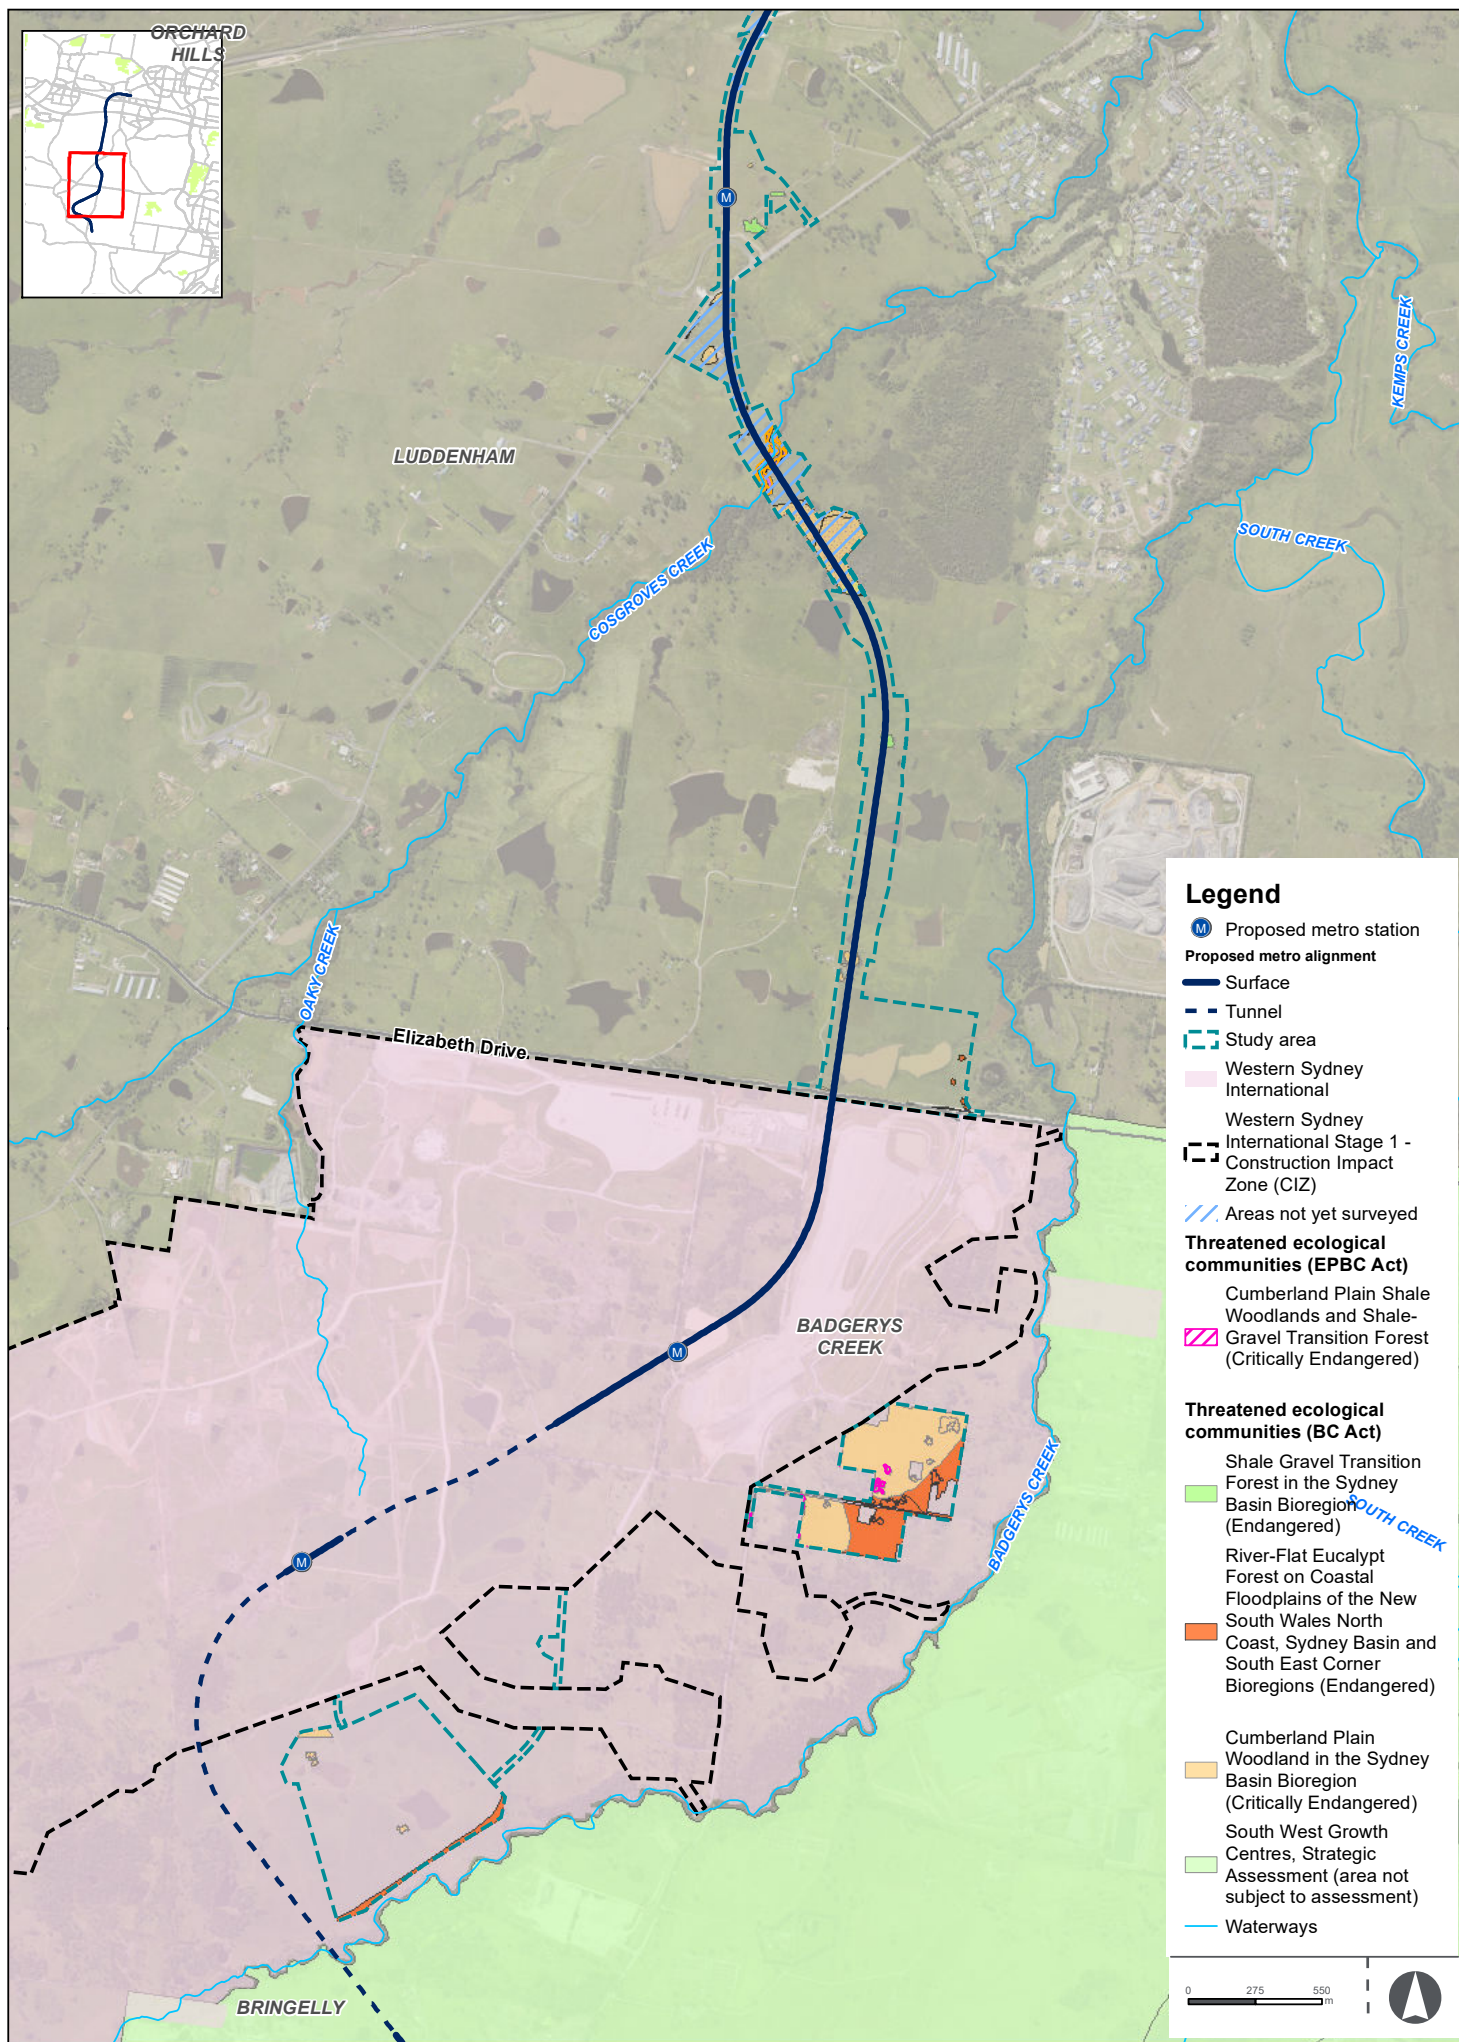 ORCHARD
HILLS
M
KEMPS CREEK
LUDDENHAM
SOUTH CREEK
COSGROVES CREEK
OAKY CREEK
Elizabeth Drive
BADGERYS
CREEK
M
BADGERYS CREEK
M
BRINGELLY
Legend
M Proposed metro station
Proposed metro alignment
Surface
Tunnel
Study area
Western Sydney
International
Western Sydney
International Stage 1 -
Construction Impact
Zone (CIZ)
Areas not yet surveyed
Threatened ecological
communities (EPBC Act)
Cumberland Plain Shale
Woodlands and Shale-
Gravel Transition Forest
(Critically Endangered)
Threatened ecological
communities (BC Act)
Shale Gravel Transition
Forest in the Sydney
Basin Bioregion
(Endangered)
SOUTH CREEK
River-Flat Eucalypt
Forest on Coastal
Floodplains of the New
South Wales North
Coast, Sydney Basin and
South East Corner
Bioregions (Endangered)
Cumberland Plain
Woodland in the Sydney
Basin Bioregion
(Critically Endangered)
South West Growth
Centres, Strategic
Assessment (area not
subject to assessment)
Waterways
0 275 550
m